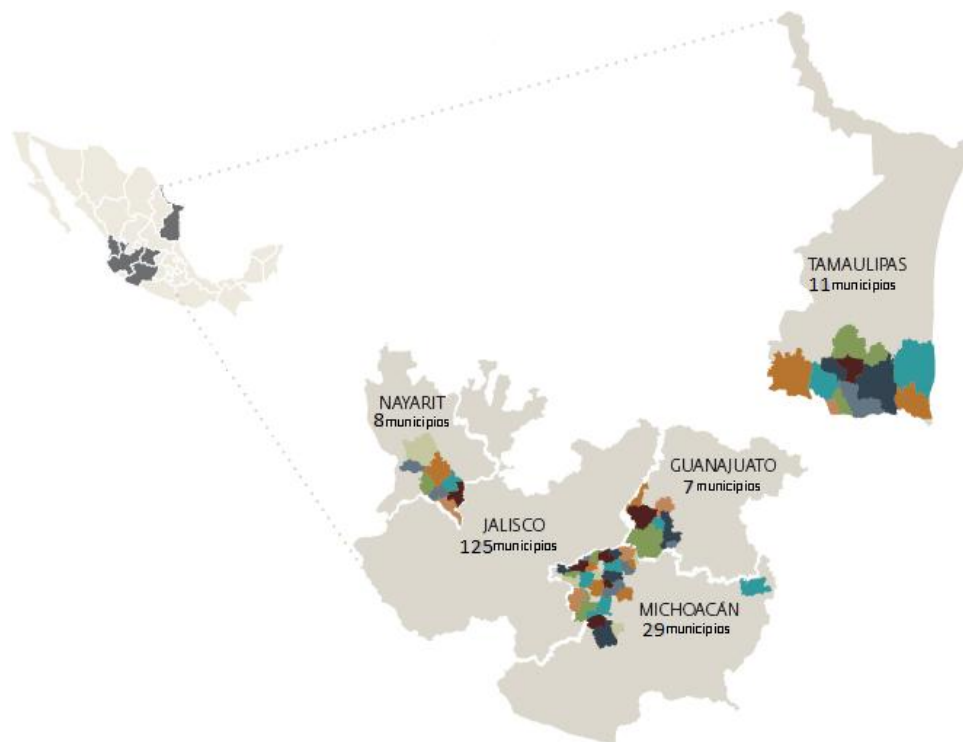 TAMAULIPAS
11 municipios
NAYARIT
8 municipios
GUANAJUATO
7 municipios
JALISCO
125 municipios
MICHOACÁN
29 municipios